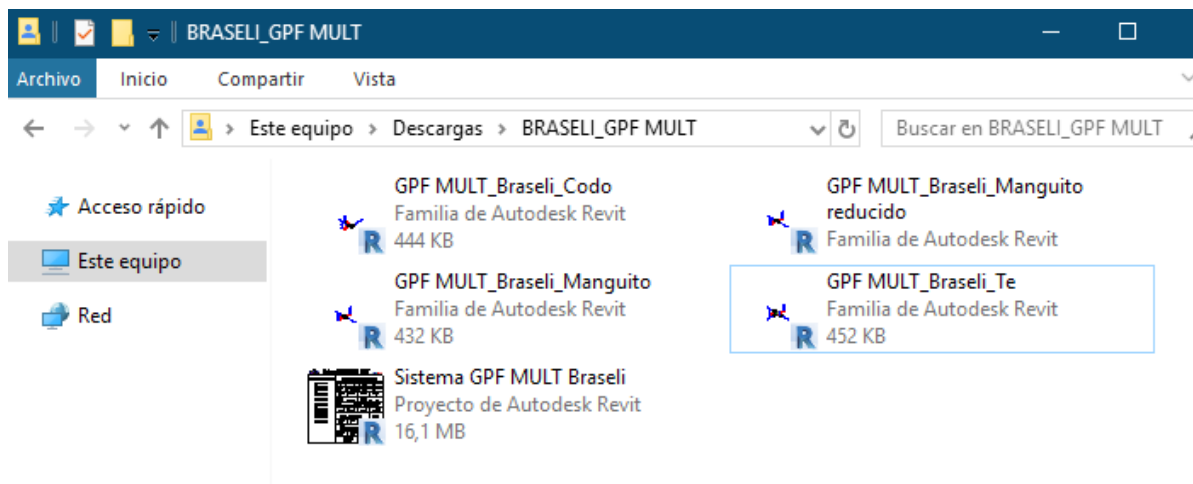 BRASELI_GPF MULT
Archivo Inicio Compartir Vista
Este equipo > Descargas > BRASELI_GPF MULT
Buscar en BRASELI_GPF MULT
Acceso rápido
Este equipo
Red
GPF MULT_Braseli_Codo
Familia de Autodesk Revit
444 KB
GPF MULT_Braseli_Manguito
reducido
Familia de Autodesk Revit
GPF MULT_Braseli_Manguito
Familia de Autodesk Revit
432 KB
GPF MULT_Braseli_Te
Familia de Autodesk Revit
452 KB
Sistema GPF MULT Braseli
Proyecto de Autodesk Revit
16,1 MB